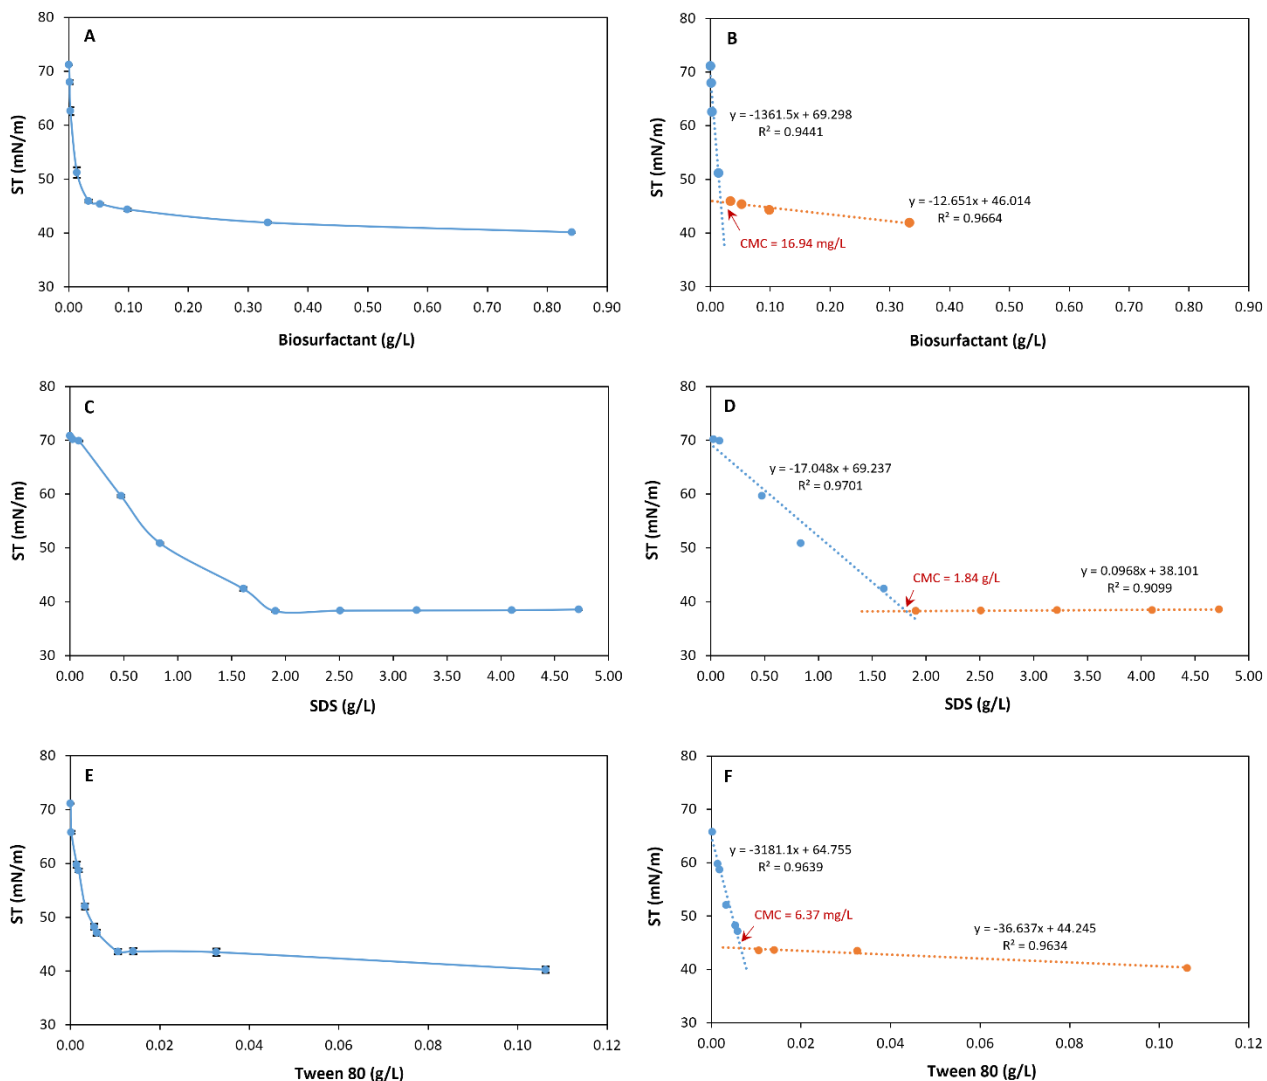 A
ST (mN/m)
80
70
60
50
40
30
0.00 0.10 0.20 0.30 0.40 0.50 0.60 0.70 0.80 0.90
Biosurfactant (g/L)
B
ST (mN/m)
80
70
60
50
40
30
y = -1361.5x + 69.298
R² = 0.9441
y = -12.651x + 46.014
R² = 0.9664
CMC = 16.94 mg/L
0.00 0.10 0.20 0.30 0.40 0.50 0.60 0.70 0.80 0.90
Biosurfactant (g/L)
C
ST (mN/m)
80
70
60
50
40
30
0.00 0.50 1.00 1.50 2.00 2.50 3.00 3.50 4.00 4.50 5.00
SDS (g/L)
D
ST (mN/m)
80
70
60
50
40
30
y = -17.048x + 69.237
R² = 0.9701
CMC = 1.84 g/L
y = 0.0968x + 38.101
R² = 0.9099
0.00 0.50 1.00 1.50 2.00 2.50 3.00 3.50 4.00 4.50 5.00
SDS (g/L)
E
ST (mN/m)
80
70
60
50
40
30
0.00 0.02 0.04 0.06 0.08 0.10 0.12
Tween 80 (g/L)
F
ST (mN/m)
80
70
60
50
40
30
y = -3181.1x + 64.755
R² = 0.9639
CMC = 6.37 mg/L
y = -36.637x + 44.245
R² = 0.9634
0.00 0.02 0.04 0.06 0.08 0.10 0.12
Tween 80 (g/L)